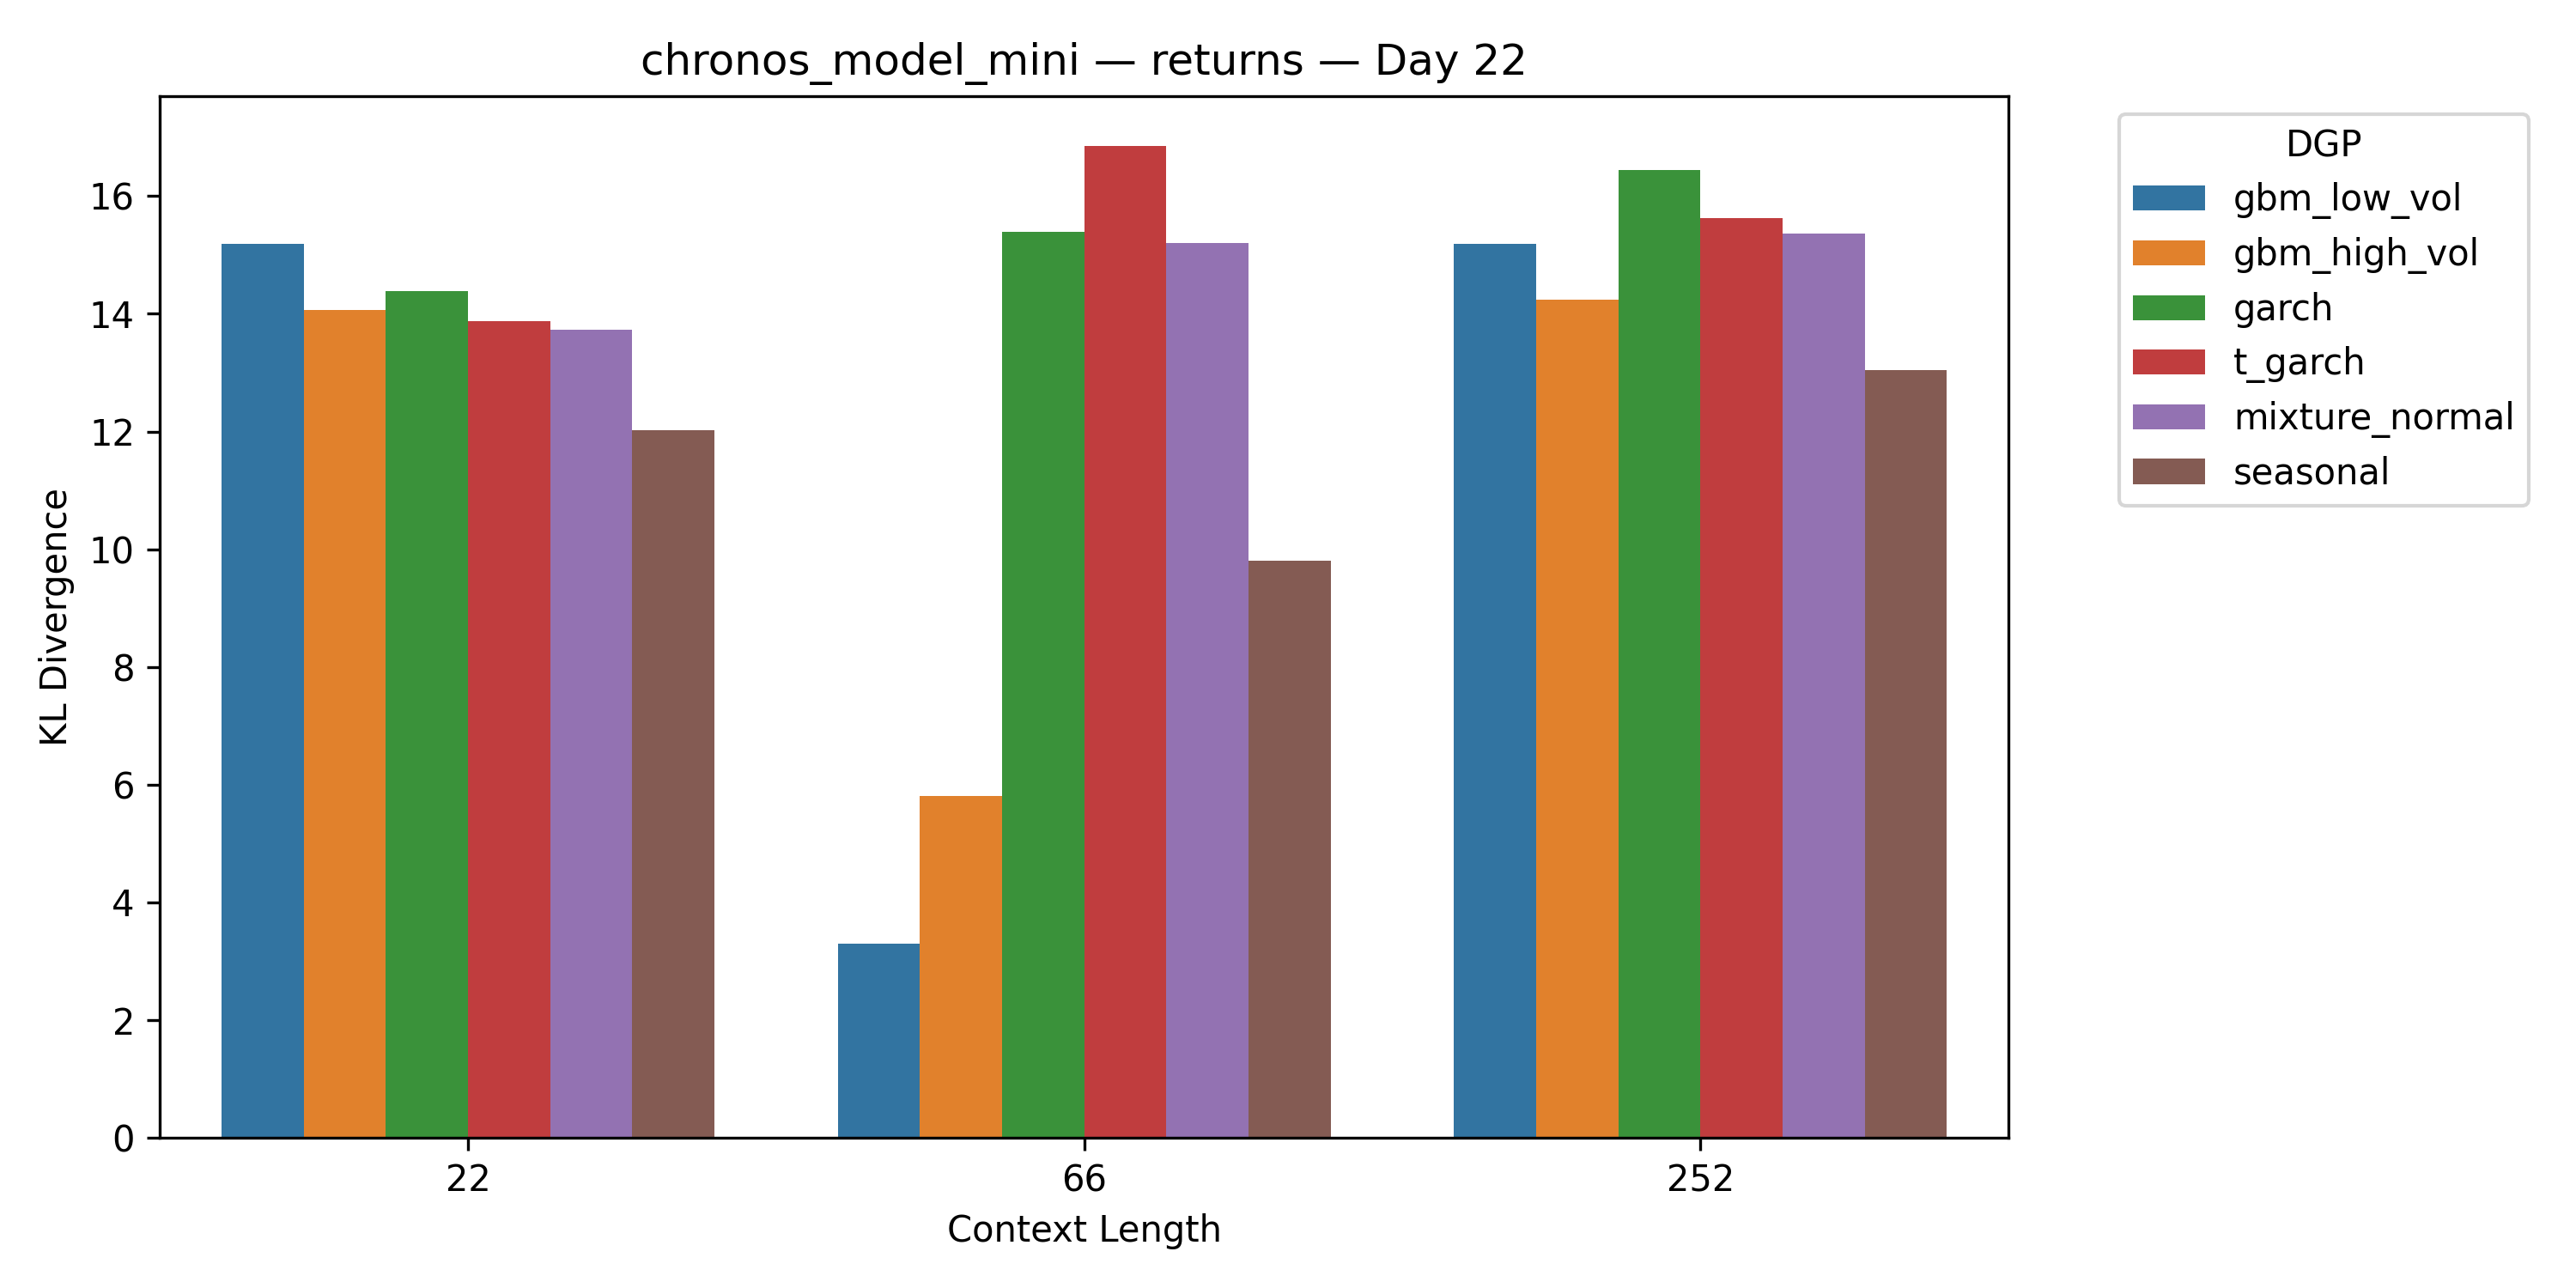 chronos_model_mini — returns — Day 22
KL Divergence
16
14
12
10
8
6
4
2
0
22
66
252
Context Length
DGP
gbm_low_vol
gbm_high_vol
garch
t_garch
mixture_normal
seasonal